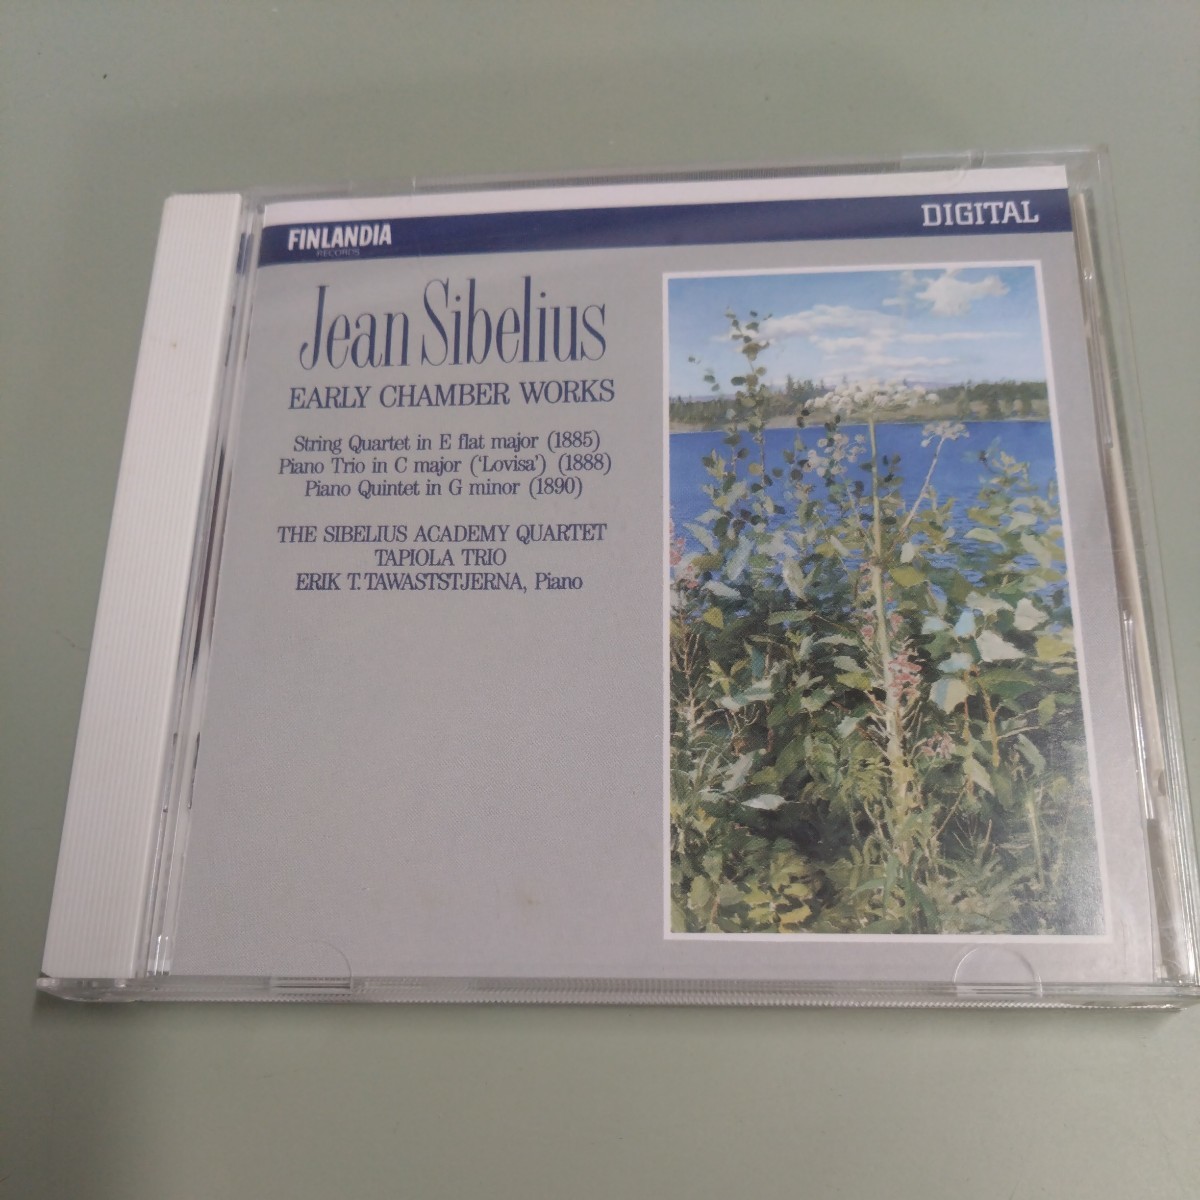 FINLANDIA
RECORDS
DIGITAL
Jean Sibelius
EARLY CHAMBER WORKS
String Quartet in E flat major (1885)
Piano Trio in C major (‘Lovisa’) (1888)
Piano Quintet in G minor (1890)
THE SIBELIUS ACADEMY QUARTET
TAPIOLA TRIO
ERIK T. TAWASTSTJERNA, Piano